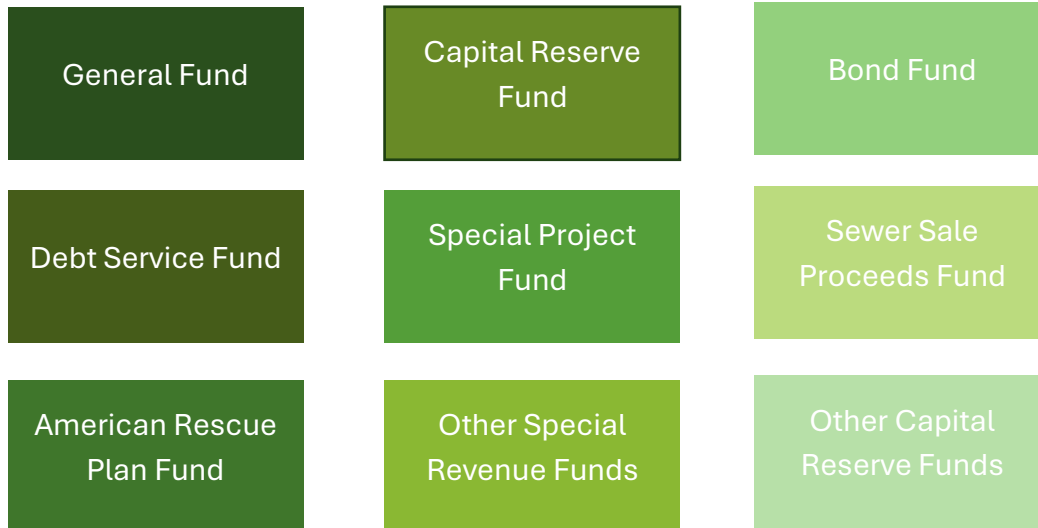 General Fund
Capital Reserve
Fund
Bond Fund
Debt Service Fund
Special Project
Fund
Sewer Sale
Proceeds Fund
American Rescue
Plan Fund
Other Special
Revenue Funds
Other Capital
Reserve Funds